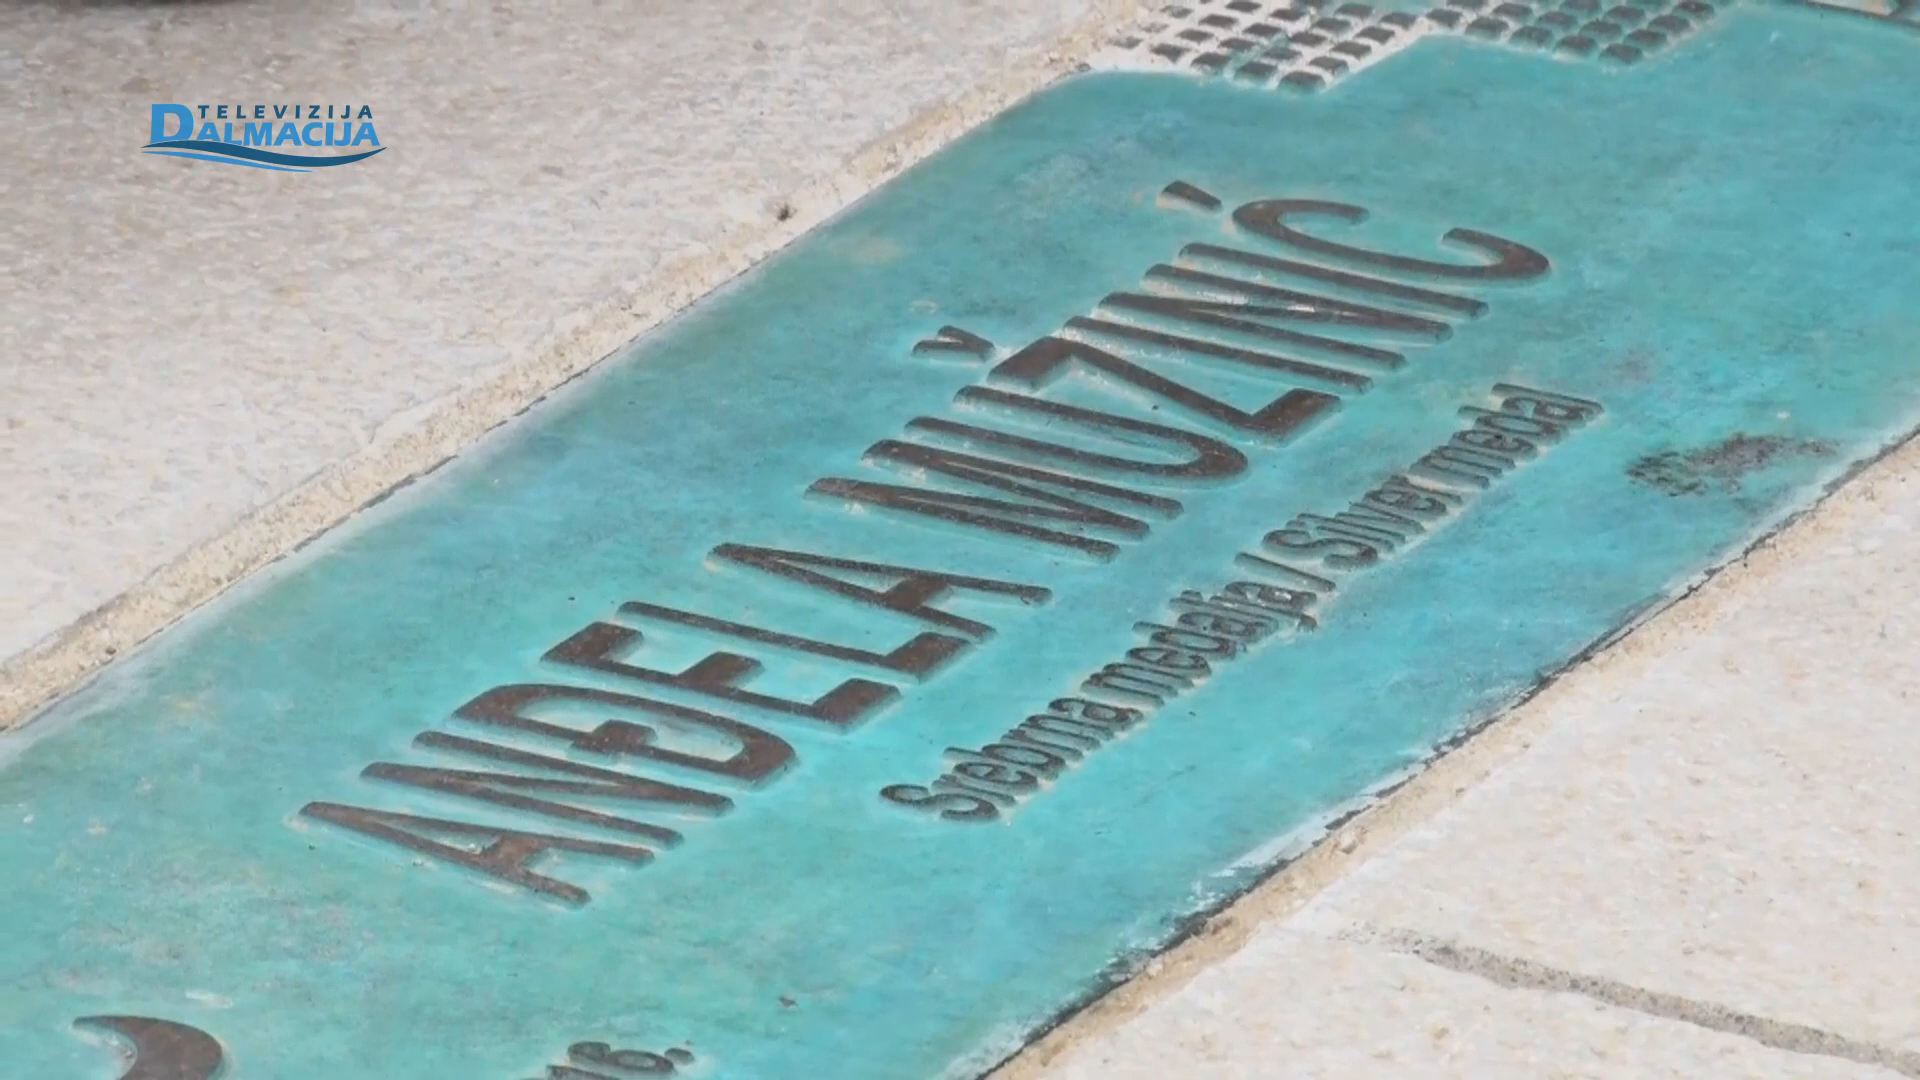 TELEVIZIJA
DALMACIJA
ANĐELA MUŽINIĆ
Srebrna medalja / Silver medal